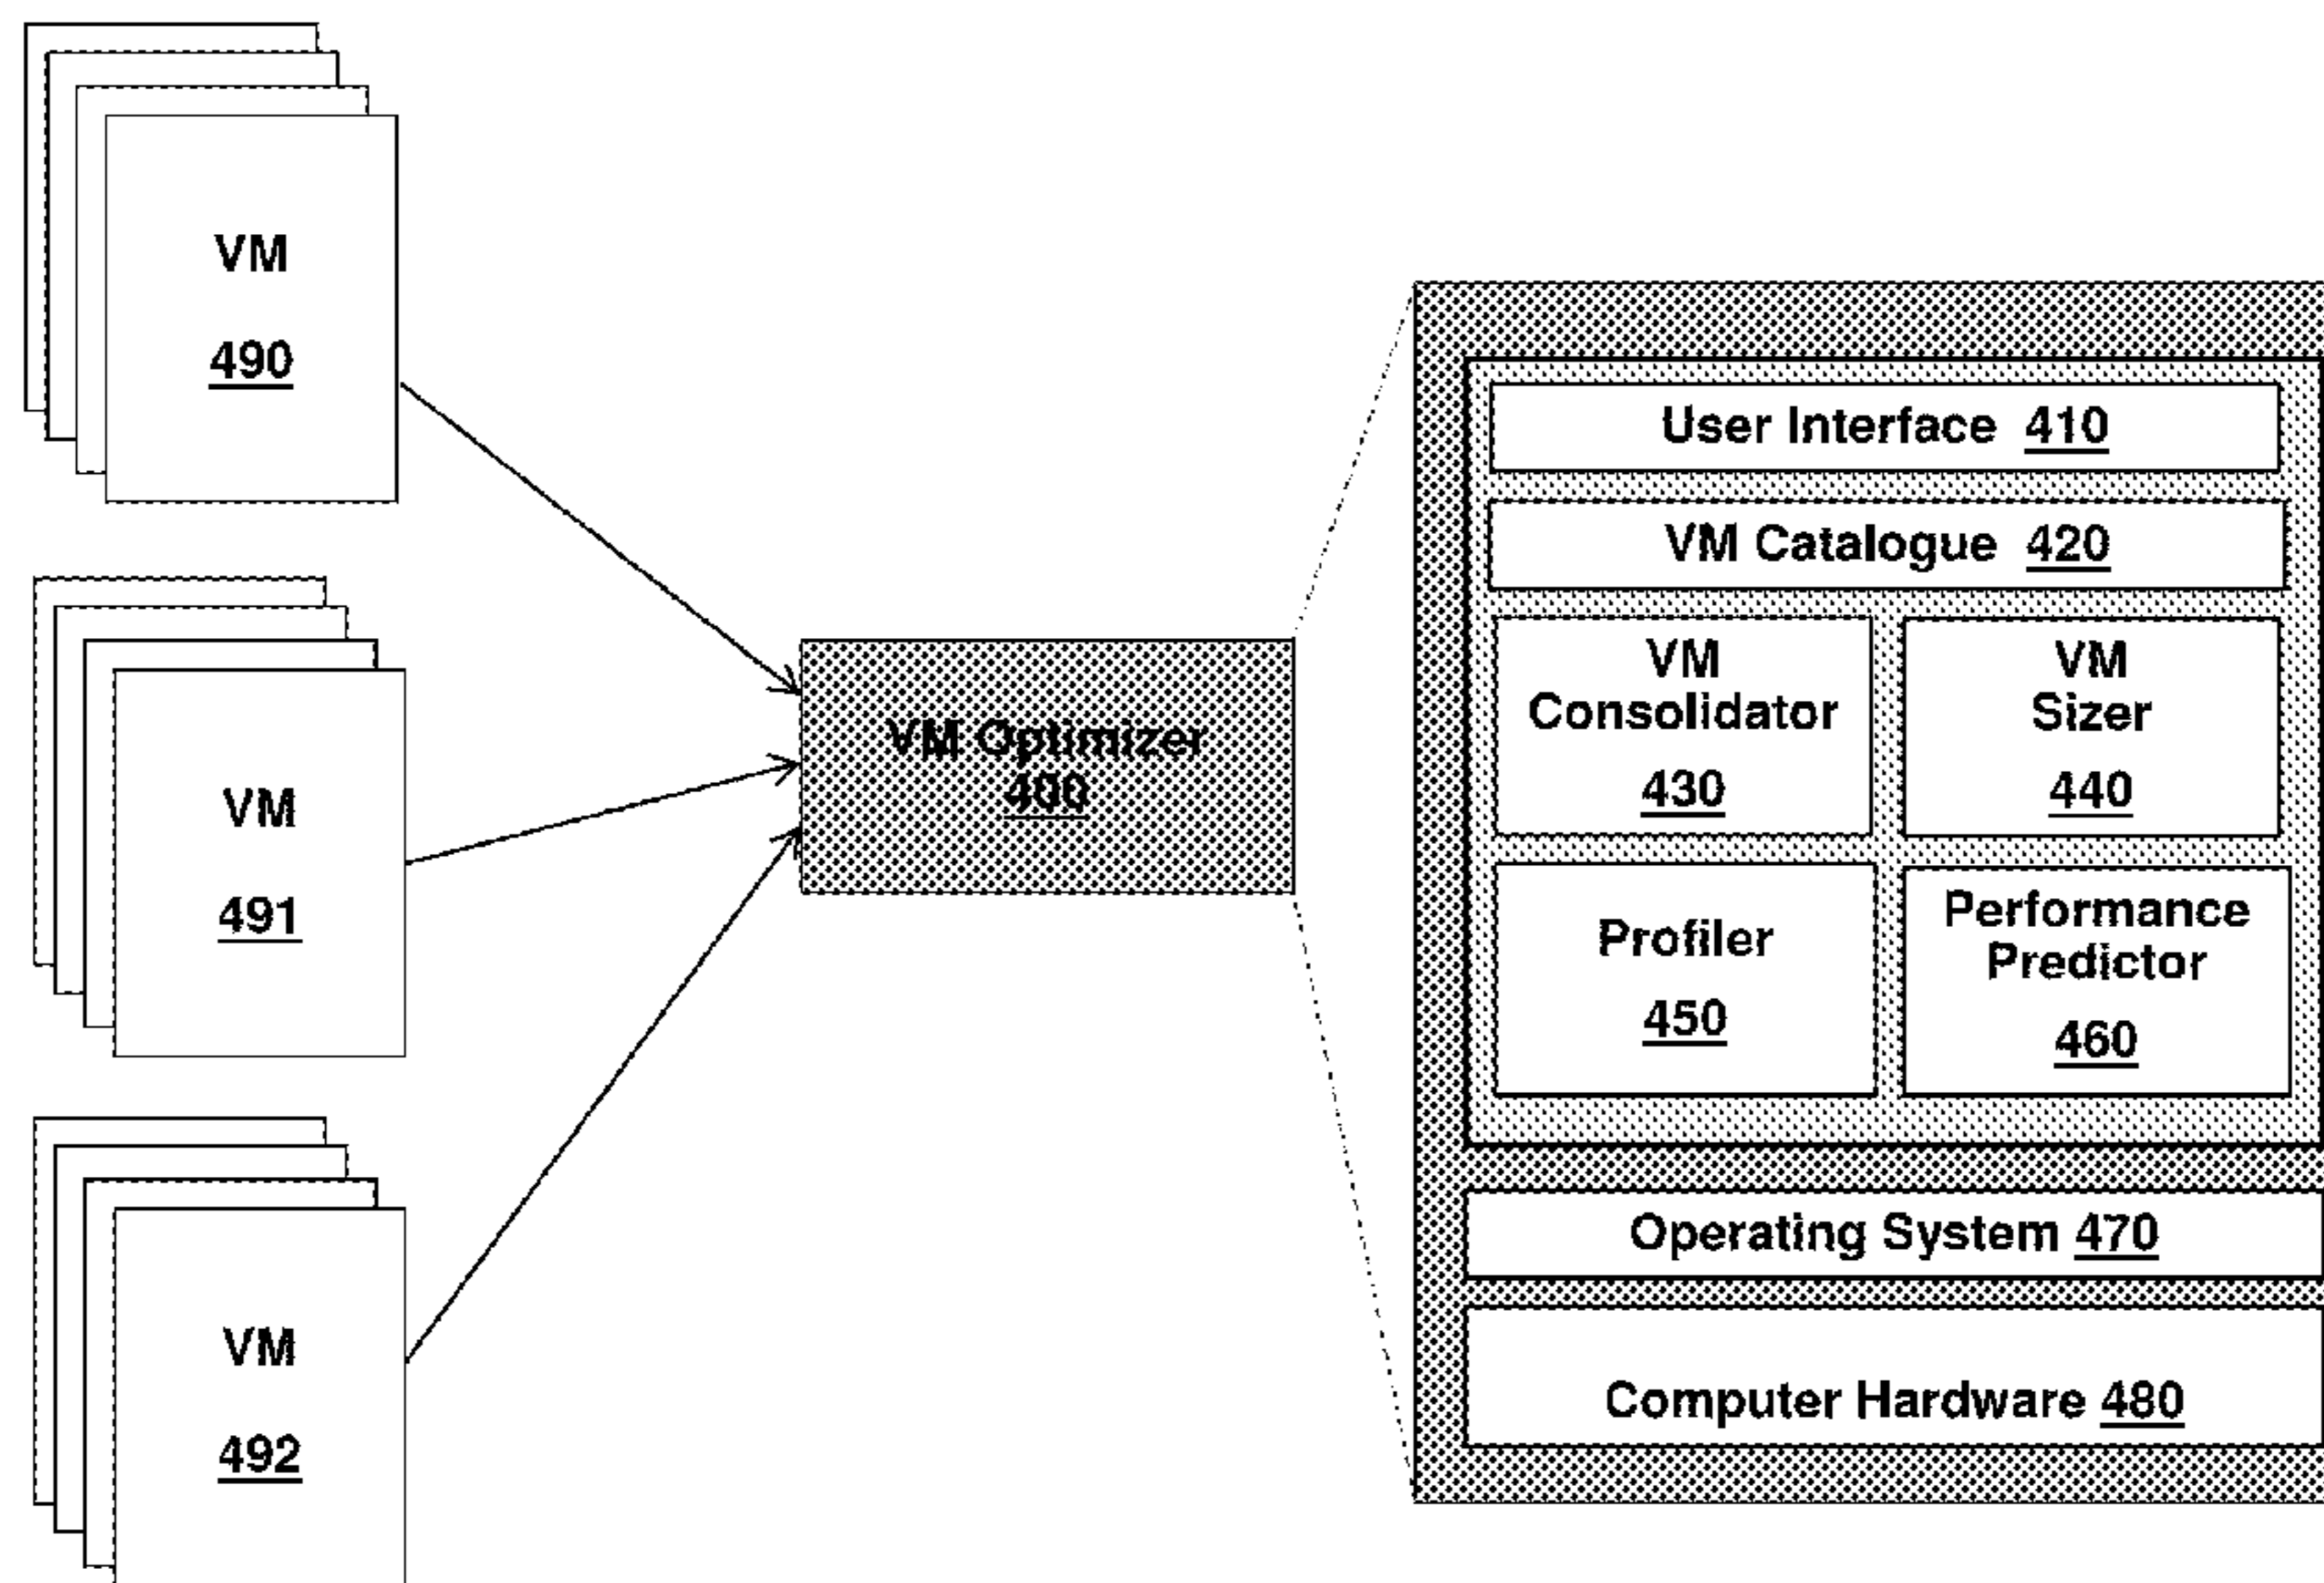 VM
490
VM
491
VM
492
VM Optimizer
400
User Interface 410
VM Catalogue 420
VM
Consolidator
430
VM
Sizer
440
Profiler
450
Performance
Predictor
460
Operating System 470
Computer Hardware 480